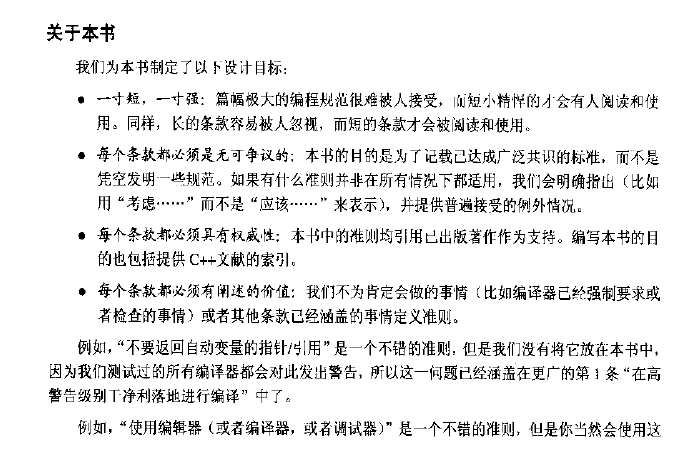 关于本书
我们为本书制定了以下设计目标：
● 一寸短，一寸强：篇幅极大的编程规范很难被人接受，而短小精悍的才会有人阅读和使
用。同样，长的条款容易被人忽视，而短的条款才会被阅读和使用。
● 每个条款都必须是无可争议的：本书的目的是为了记载已达成广泛共识的标准，而不是
凭空发明一些规范。如果有什么准则并非在所有情况下都适用，我们会明确指出（比如
用“考虑……”而不是“应该……”来表示），并提供普遍接受的例外情况。
● 每个条款都必须具有权威性：本书中的准则均引用已出版著作作为支持。编写本书的目
的也包括提供 C++文献的索引。
● 每个条款都必须有阐述的价值：我们不为肯定会做的事情（比如编译器已经强制要求或
者检查的事情）或者其他条款已经涵盖的事情定义准则。
例如，“不要返回自动变量的指针/引用”是一个不错的准则，但是我们没有将它放在本书中，
因为我们测试过的所有编译器都会对此发出警告，所以这一问题已经涵盖在更广的第 1 条“在高
警告级别干净利落地进行编译”中了。
例如，“使用编辑器（或者编译器，或者调试器）”是一个不错的准则，但是你当然会使用这